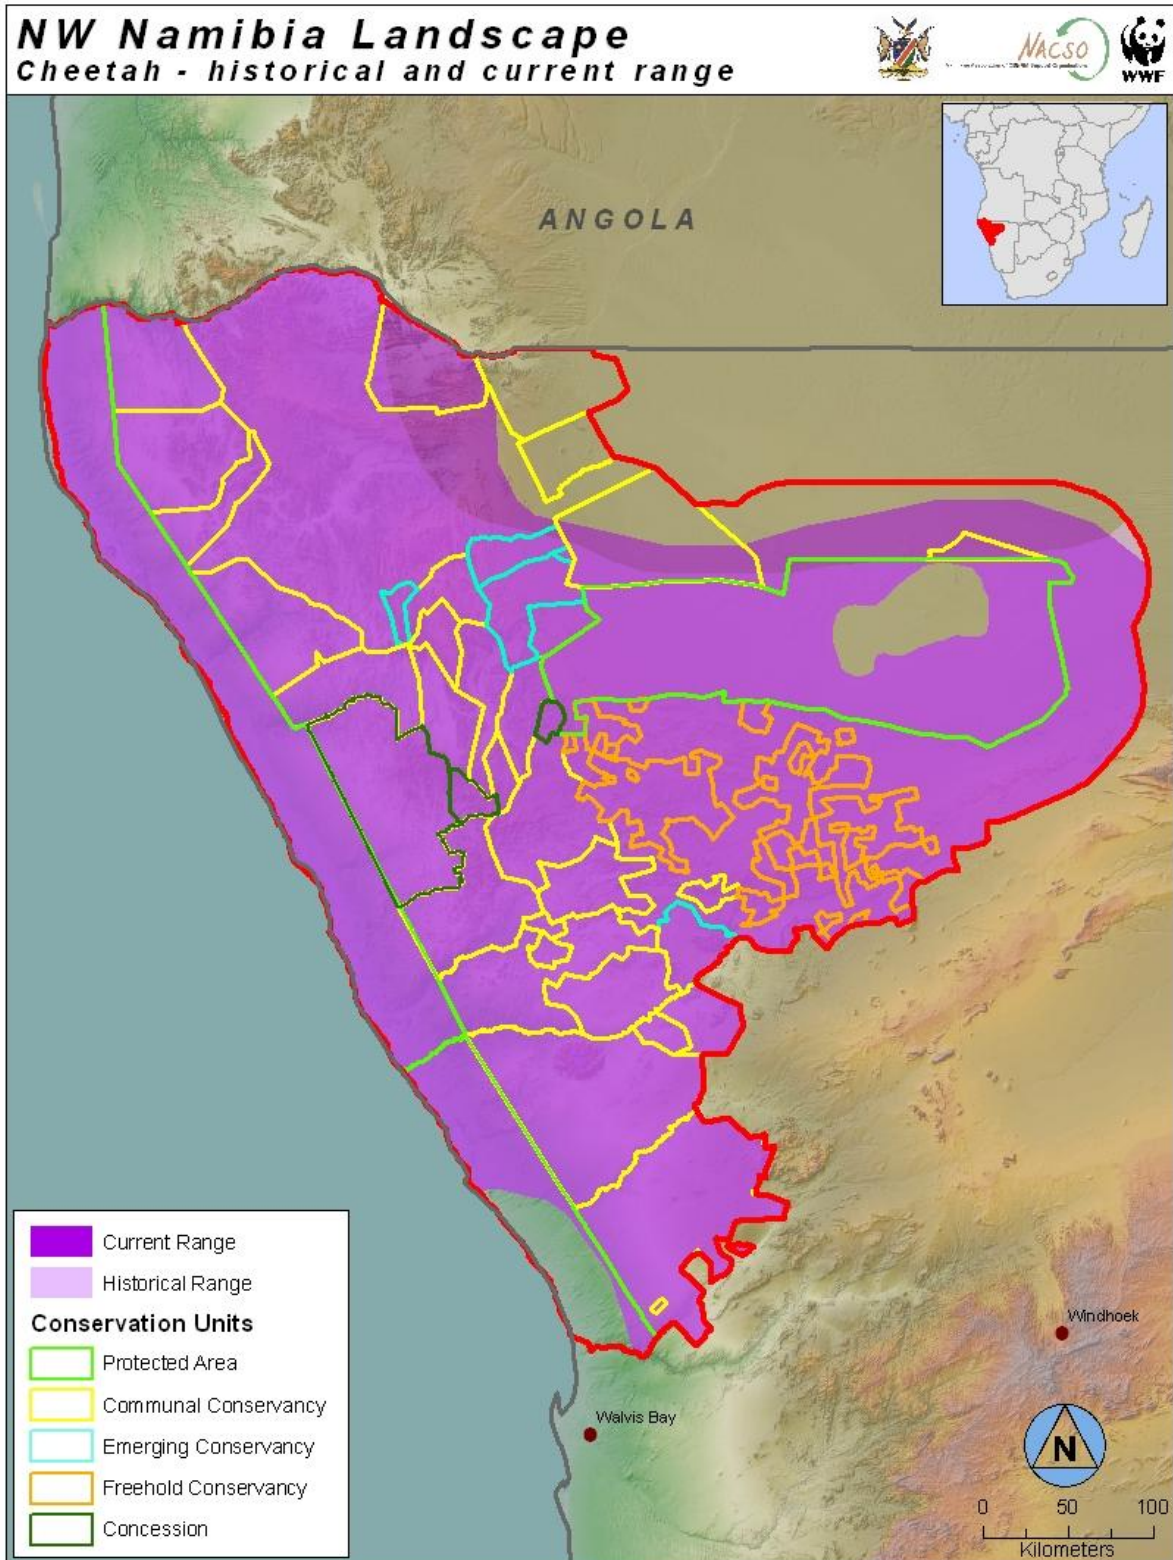 NW Namibia Landscape
Cheetah - historical and current range
NACSO
WWF
ANGOLA
Current Range
Historical Range
Conservation Units
Protected Area
Communal Conservancy
Emerging Conservancy
Freehold Conservancy
Concession
Windhoek
Walvis Bay
N
0 50 100
Kilometers